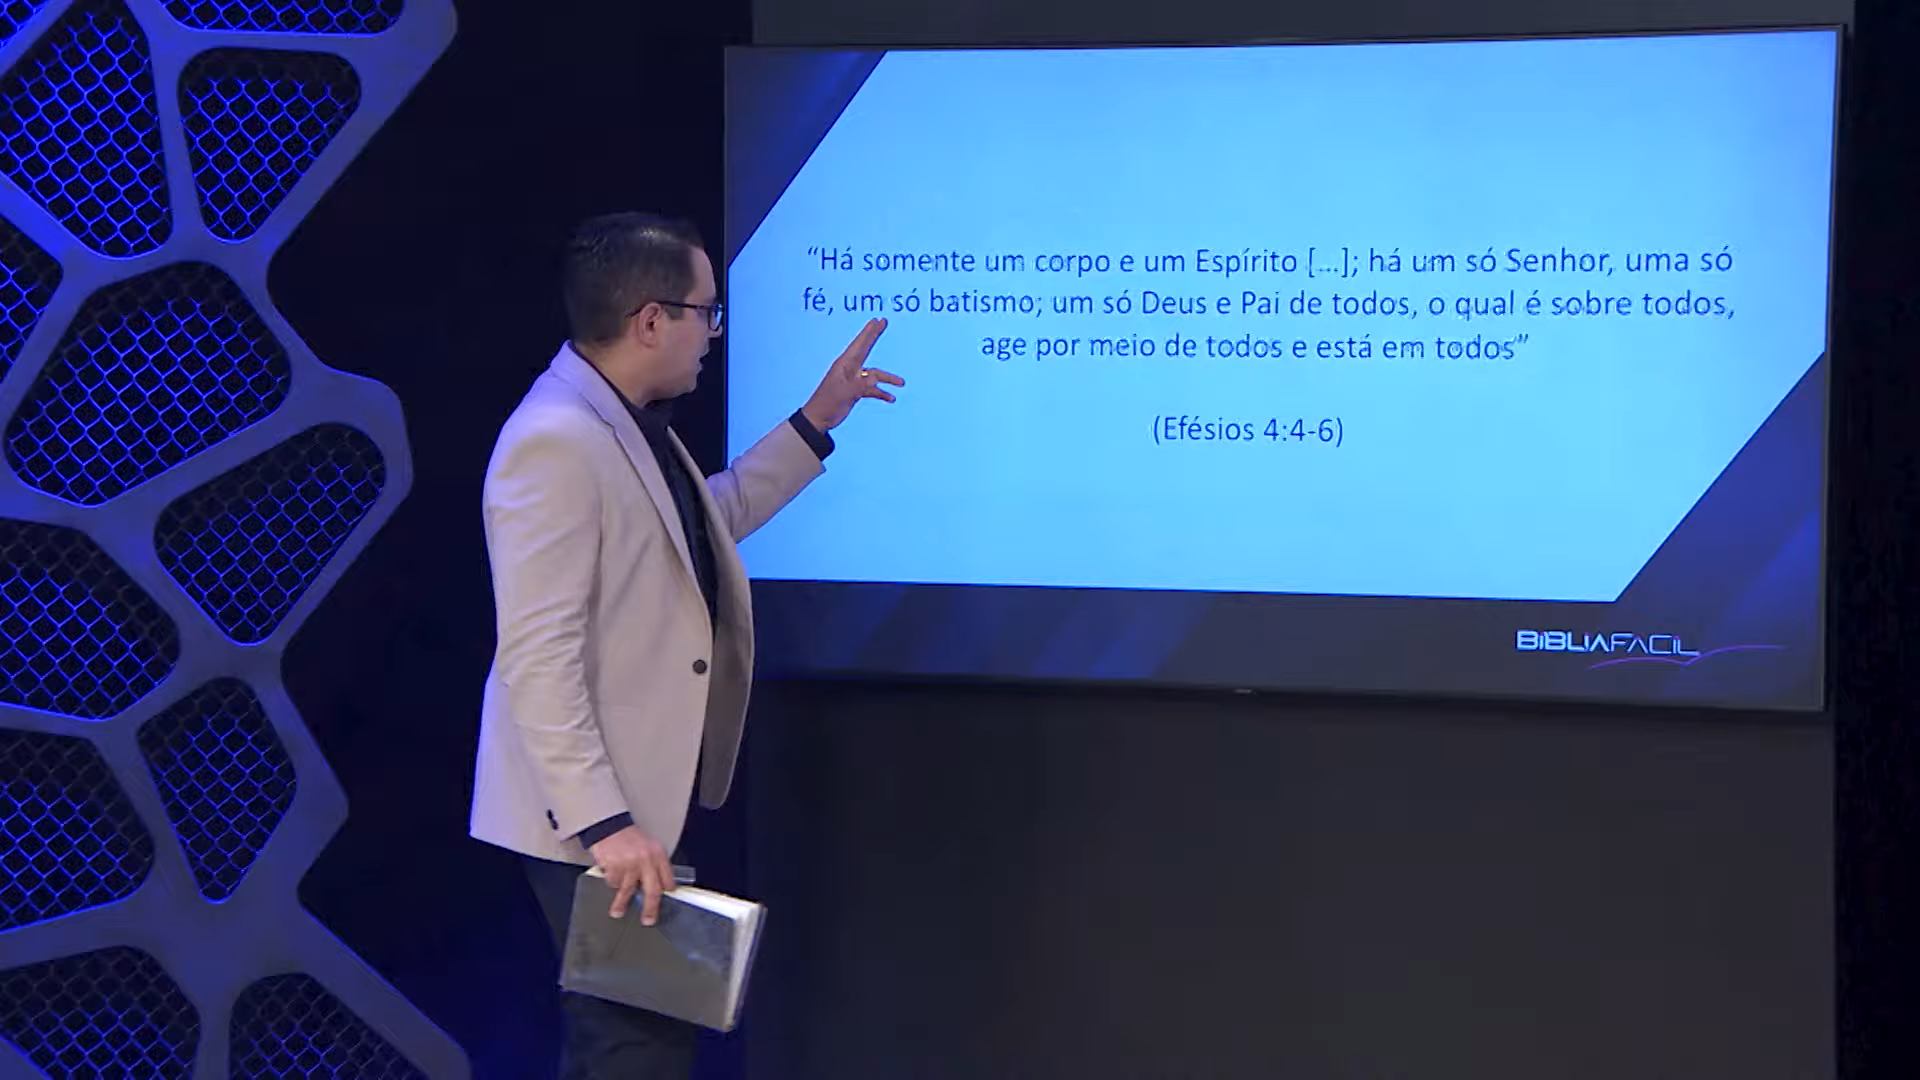 “Há somente um corpo e um Espírito [...]; há um só Senhor, uma só
fé, um só batismo; um só Deus e Pai de todos, o qual é sobre todos,
age por meio de todos e está em todos”
(Efésios 4:4-6)
BÍBLIAFÁCIL